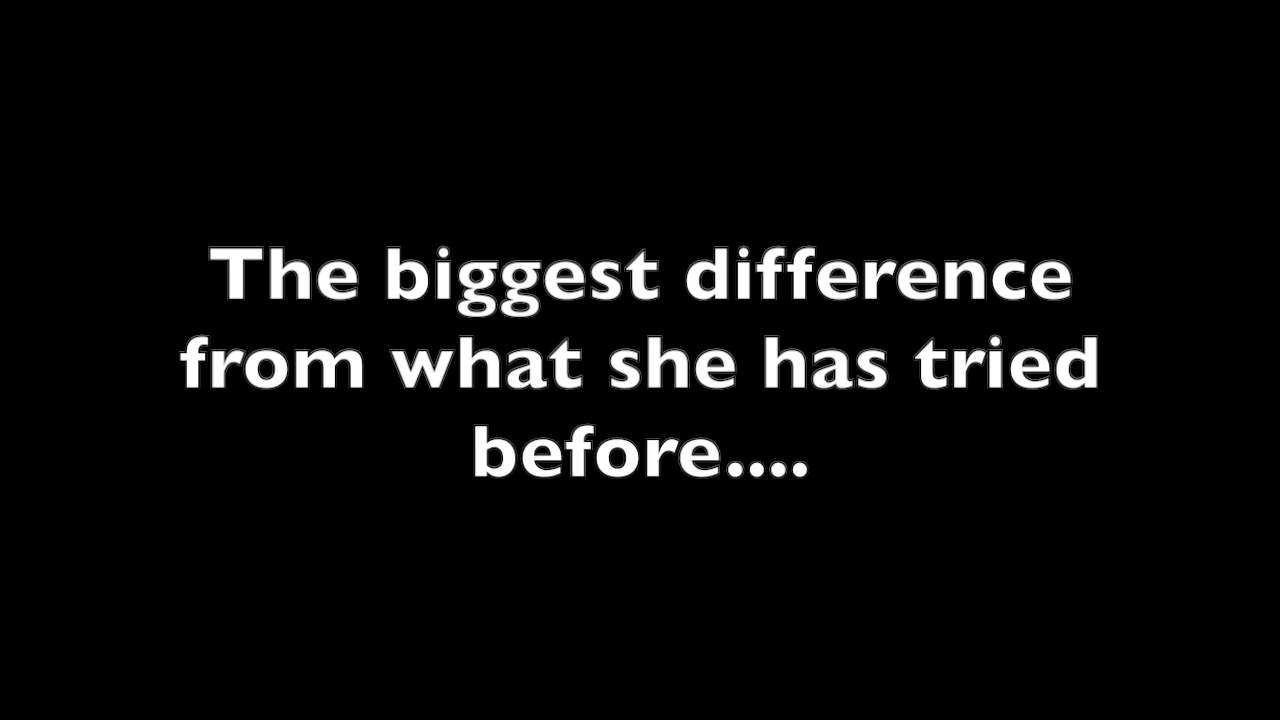 The biggest difference
from what she has tried
before....